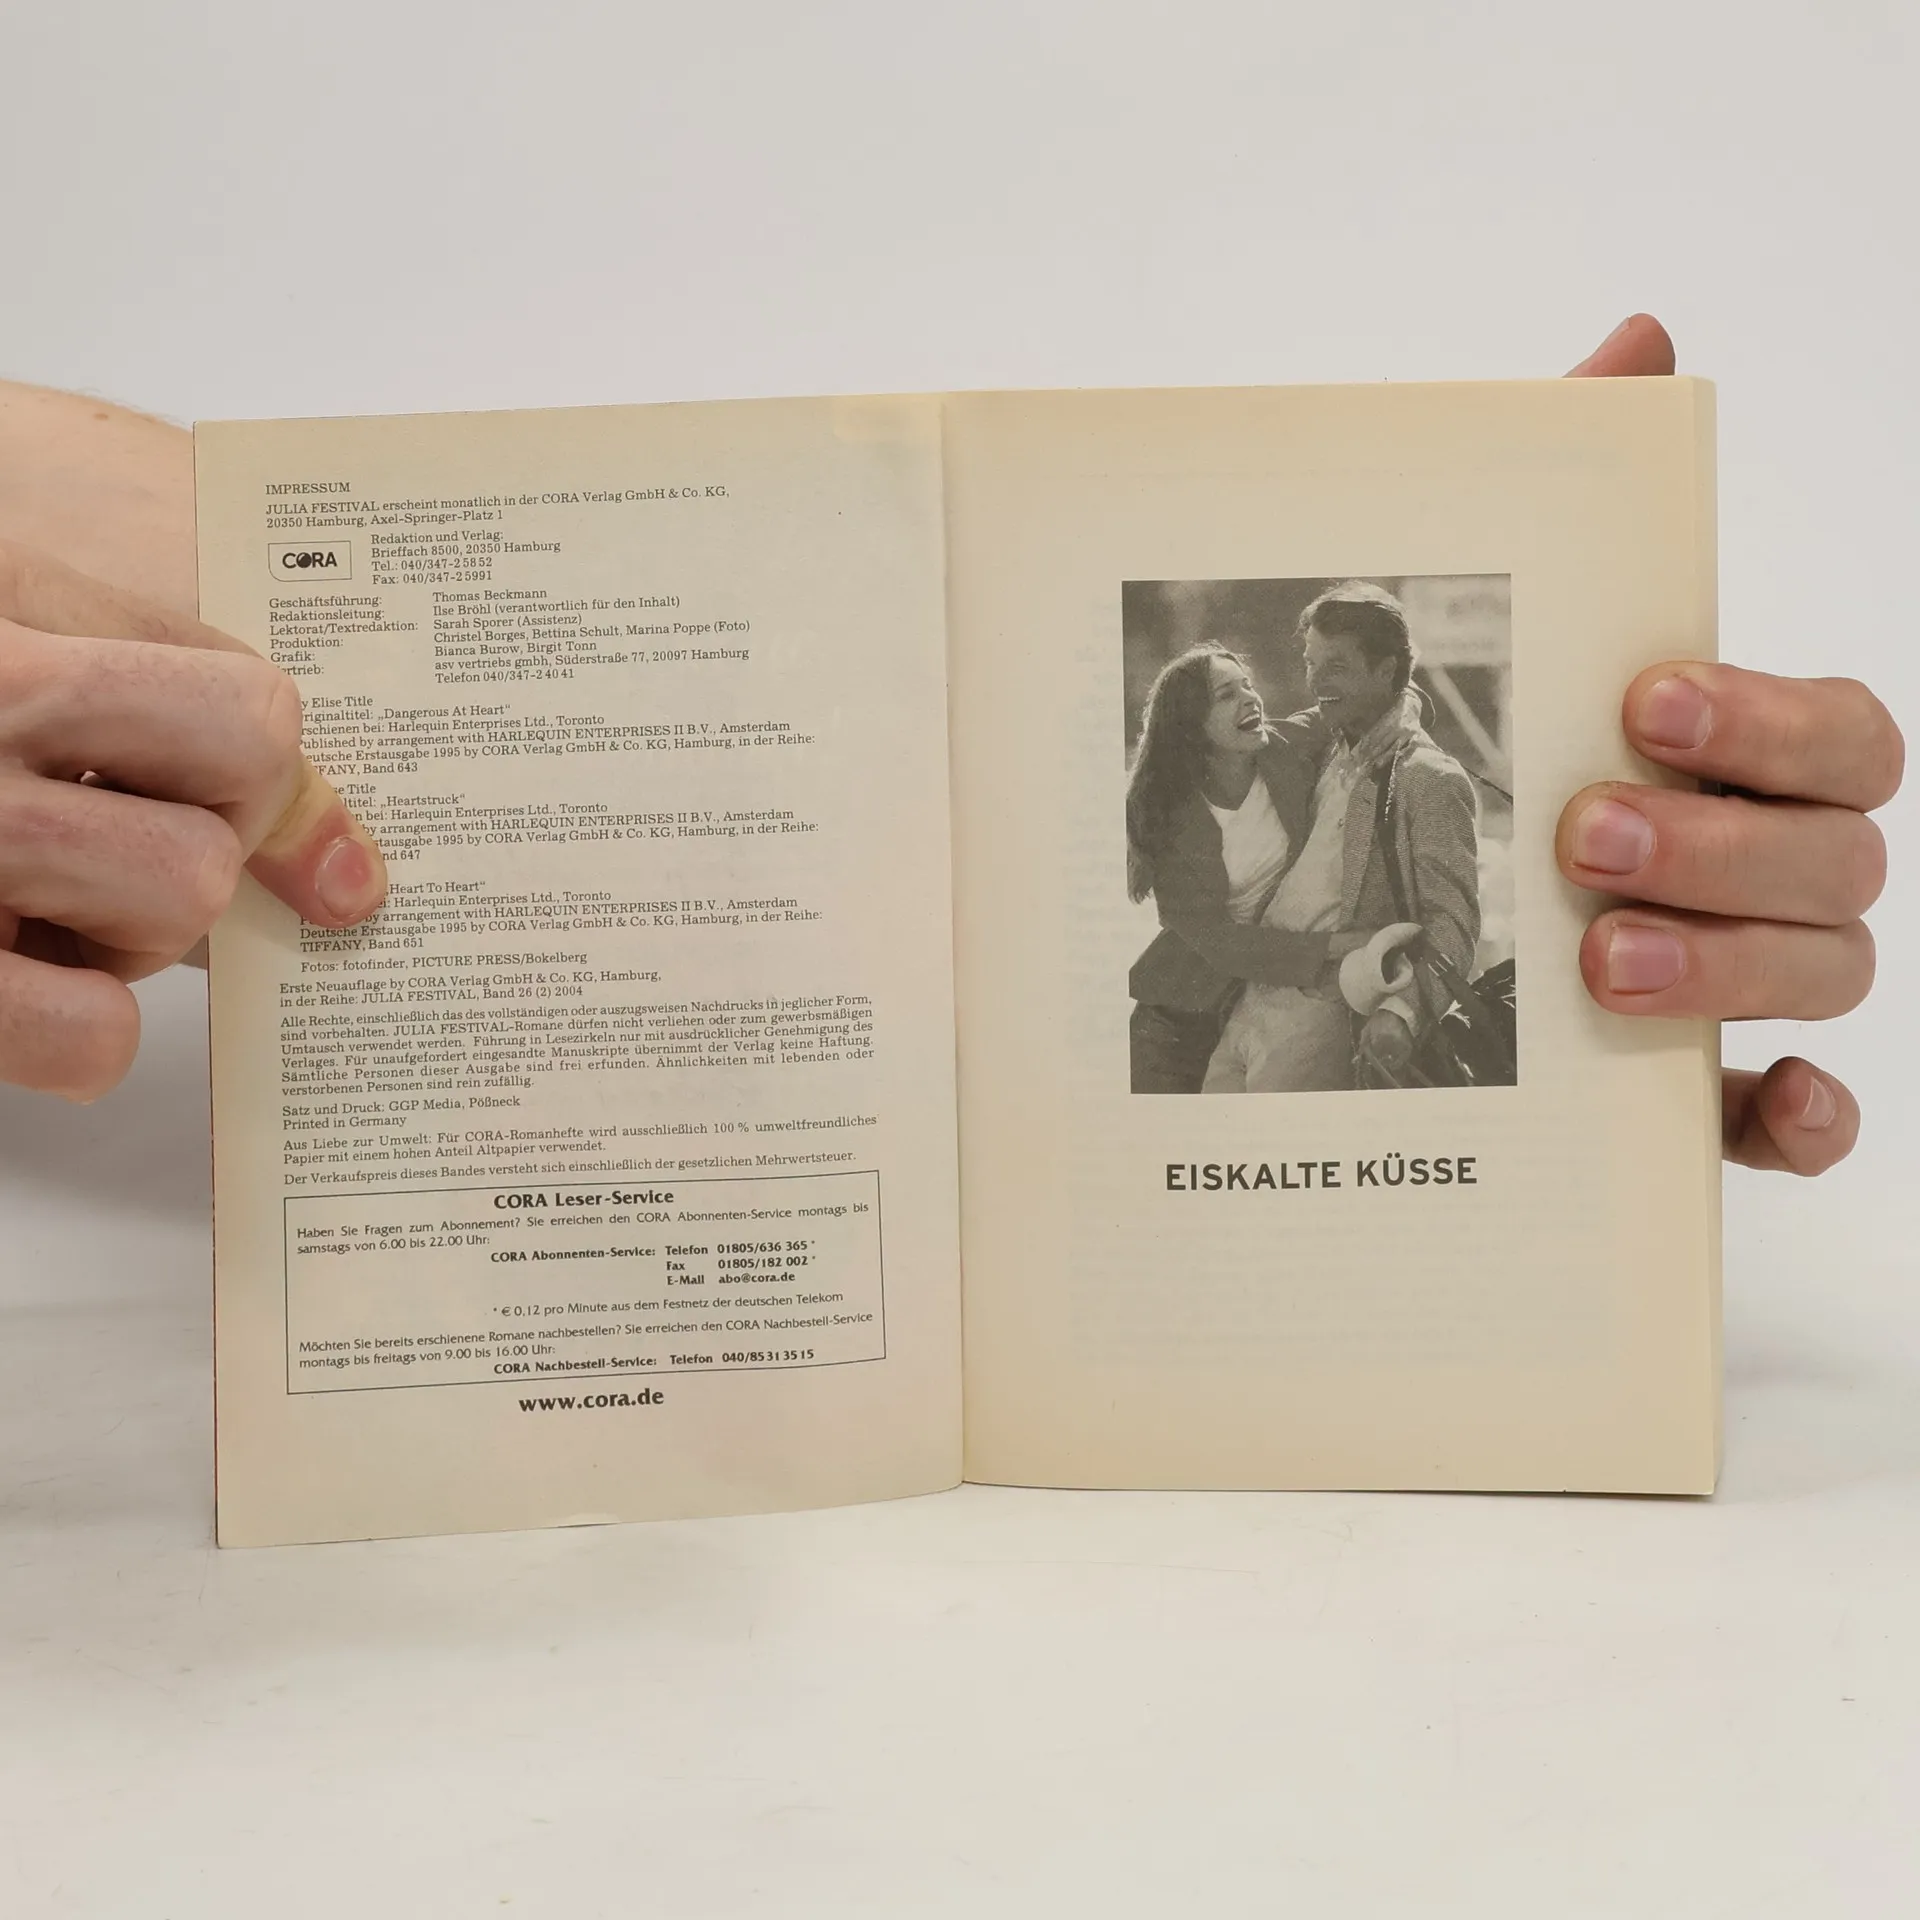 IMPRESSUM
JULIA FESTIVAL erscheint monatlich in der CORA Verlag GmbH & Co. KG,
20350 Hamburg, Axel-Springer-Platz 1
CORA
Redaktion und Verlag:
Brieffach 8500, 20350 Hamburg
Tel.: 040/347-25852
Fax: 040/347-25991
Geschäftsführung: Thomas Beckmann
Redaktionsleitung: Ilse Bröhl (verantwortlich für den Inhalt)
Lektorat/Textredaktion: Sarah Sporer (Assistenz)
Produktion: Christel Borges, Bettina Schult, Marina Poppe (Foto)
Grafik: Bianca Burow, Birgit Tonn
rtrieb: asv vertriebs gmbh, Süderstraße 77, 20097 Hamburg
Telefon 040/347-24041
y Elise Title
riginaltitel: „Dangerous At Heart“
rschienen bei: Harlequin Enterprises Ltd., Toronto
ublished by arrangement with HARLEQUIN ENTERPRISES II B.V., Amsterdam
eutsche Erstausgabe 1995 by CORA Verlag GmbH & Co. KG, Hamburg, in der Reihe:
FFANY, Band 643
se Title
ltitel: „Heartstruck“
n bei: Harlequin Enterprises Ltd., Toronto
by arrangement with HARLEQUIN ENTERPRISES II B.V., Amsterdam
stausgabe 1995 by CORA Verlag GmbH & Co. KG, Hamburg, in der Reihe:
nd 647
„Heart To Heart“
ei: Harlequin Enterprises Ltd., Toronto
by arrangement with HARLEQUIN ENTERPRISES II B.V., Amsterdam
Deutsche Erstausgabe 1995 by CORA Verlag GmbH & Co. KG, Hamburg, in der Reihe:
TIFFANY, Band 651
Fotos: fotofinder, PICTURE PRESS/Bokelberg
Erste Neuauflage by CORA Verlag GmbH & Co. KG, Hamburg,
in der Reihe: JULIA FESTIVAL, Band 26 (2) 2004
Alle Rechte, einschließlich das des vollständigen oder auszugsweisen Nachdrucks in jeglicher Form,
sind vorbehalten. JULIA FESTIVAL-Romane dürfen nicht verliehen oder zum gewerbsmäßigen
Umtausch verwendet werden. Führung in Lesezirkeln nur mit ausdrücklicher Genehmigung des
Verlages. Für unaufgefordert eingesandte Manuskripte übernimmt der Verlag keine Haftung.
Sämtliche Personen dieser Ausgabe sind frei erfunden. Ähnlichkeiten mit lebenden oder
verstorbenen Personen sind rein zufällig.
Satz und Druck: GGP Media, Pößneck
Printed in Germany
Aus Liebe zur Umwelt: Für CORA-Romanhefte wird ausschließlich 100 % umweltfreundliches
Papier mit einem hohen Anteil Altpapier verwendet.
Der Verkaufspreis dieses Bandes versteht sich einschließlich der gesetzlichen Mehrwertsteuer.
CORA Leser-Service
Haben Sie Fragen zum Abonnement? Sie erreichen den CORA Abonnenten-Service montags bis
samstags von 6.00 bis 22.00 Uhr:
CORA Abonnenten-Service: Telefon 01805/636 365 *
Fax 01805/182 002 *
E-Mail abo@cora.de
* € 0,12 pro Minute aus dem Festnetz der deutschen Telekom
Möchten Sie bereits erschienene Romane nachbestellen? Sie erreichen den CORA Nachbestell-Service
montags bis freitags von 9.00 bis 16.00 Uhr:
CORA Nachbestell-Service: Telefon 040/85313515
www.cora.de
EISKALTE KÜSSE